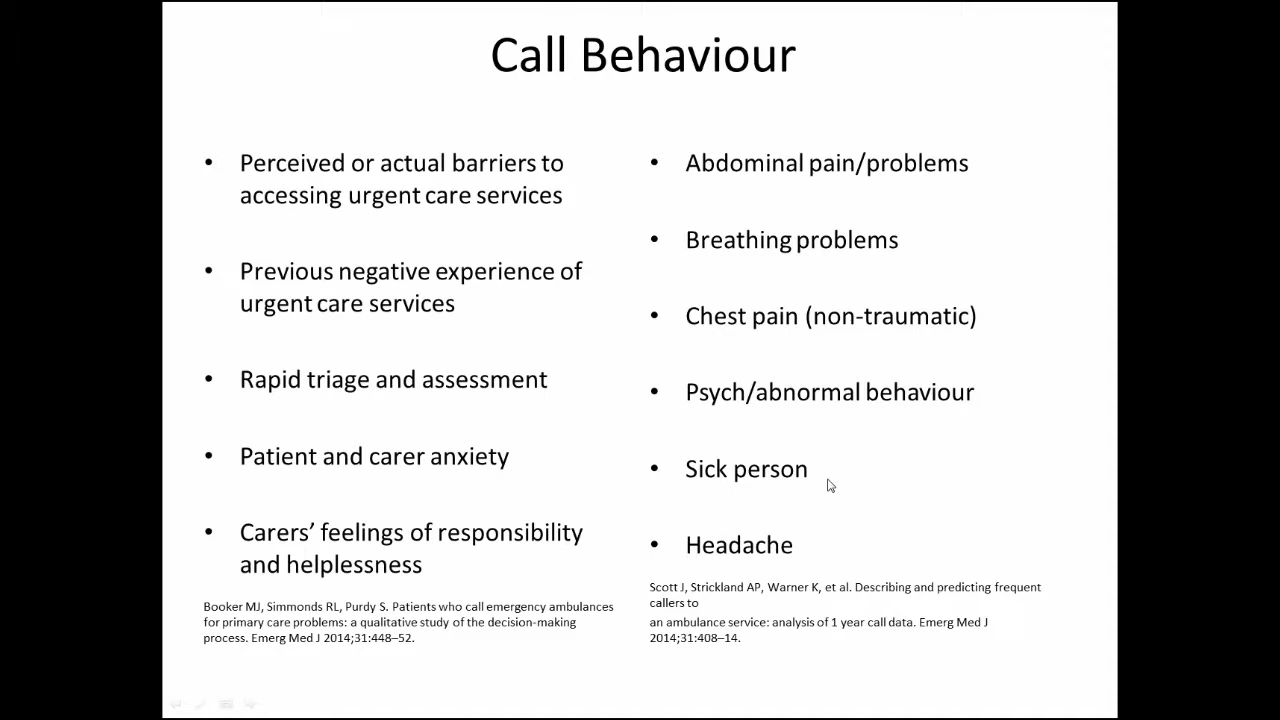 Call Behaviour
• Perceived or actual barriers to
accessing urgent care services
• Previous negative experience of
urgent care services
• Rapid triage and assessment
• Patient and carer anxiety
• Carers’ feelings of responsibility
and helplessness
Booker MJ, Simmonds RL, Purdy S. Patients who call emergency ambulances
for primary care problems: a qualitative study of the decision-making
process. Emerg Med J 2014;31:448–52.
• Abdominal pain/problems
• Breathing problems
• Chest pain (non-traumatic)
• Psych/abnormal behaviour
• Sick person
• Headache
Scott J, Strickland AP, Warner K, et al. Describing and predicting frequent
callers to
an ambulance service: analysis of 1 year call data. Emerg Med J
2014;31:408–14.